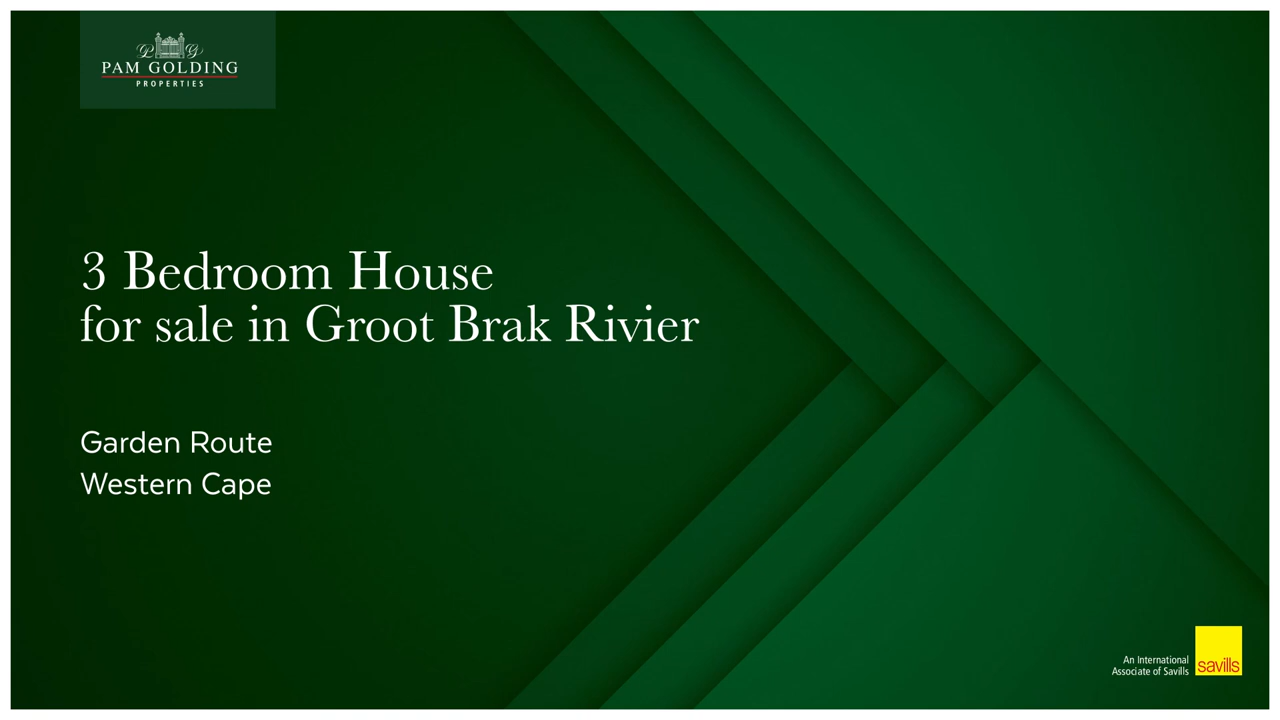 PAM GOLDING
PROPERTIES
3 Bedroom House
for sale in Groot Brak Rivier
Garden Route
Western Cape
An International
Associate of Savills
savills